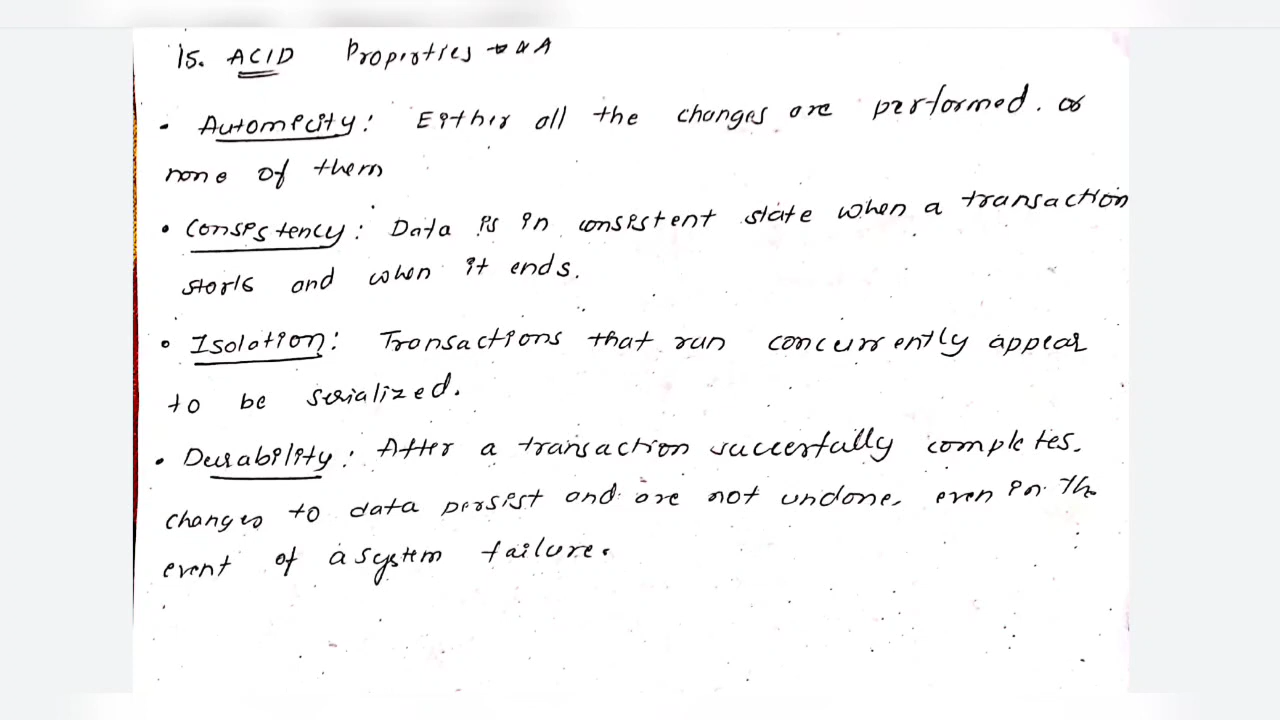 15. ACID Properties
• Automicity: Either all the changes are performed. or
none of them
• Consistency: Data is in consistent state when a transaction
starts and when it ends.
• Isolation: Transactions that run concurrently appear
to be serialized.
• Durability: After a transaction successfully completes.
changes to data persist and are not undone, even in the
event of a system failure.